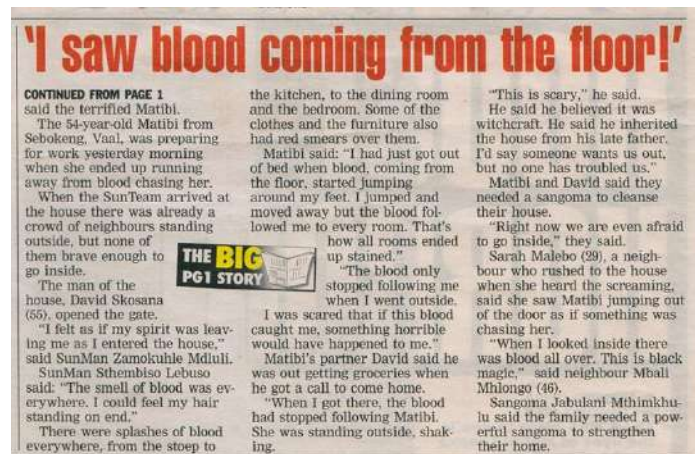 'I saw blood coming from the floor!'
CONTINUED FROM PAGE 1
said the terrified Matibi.
The 54-year-old Matibi from
Sebokeng, Vaal, was preparing
for work yesterday morning
when she ended up running
away from blood chasing her.
When the SunTeam arrived at
the house there was already a
crowd of neighbours standing
outside, but none of
them brave enough to
go inside.
The man of the
house, David Skosana
(55), opened the gate.
"I felt as if my spirit was leav-
ing me as I entered the house,"
said SunMan Zamokuhle Mdluli.
SunMan Sthembiso Lebuso
said: "The smell of blood was ev-
erywhere. I could feel my hair
standing on end."
There were splashes of blood
everywhere, from the stoep to
THE BIG
PG1 STORY
the kitchen, to the dining room
and the bedroom. Some of the
clothes and the furniture also
had red smears over them.
Matibi said: "I had just got out
of bed when blood, coming from
the floor, started jumping
around my feet. I jumped and
moved away but the blood fol-
lowed me to every room. That's
how all rooms ended
up stained."
"The blood only
stopped following me
when I went outside.
I was scared that if this blood
caught me, something horrible
would have happened to me."
Matibi's partner David said he
was out getting groceries when
he got a call to come home.
"When I got there, the blood
had stopped following Matibi.
She was standing outside, shak-
ing.
"This is scary," he said.
He said he believed it was
witchcraft. He said he inherited
the house from his late father.
I'd say someone wants us out,
but no one has troubled us."
Matibi and David said they
needed a sangoma to cleanse
their house.
"Right now we are even afraid
to go inside," they said.
Sarah Malebo (29), a neigh-
bour who rushed to the house
when she heard the screaming,
said she saw Matibi jumping out
of the door as if something was
chasing her.
"When I looked inside there
was blood all over. This is black
magic," said neighbour Mbali
Mhlongo (46).
Sangoma Jabulani Mthimkhu-
lu said the family needed a pow-
erful sangoma to strengthen
their home.